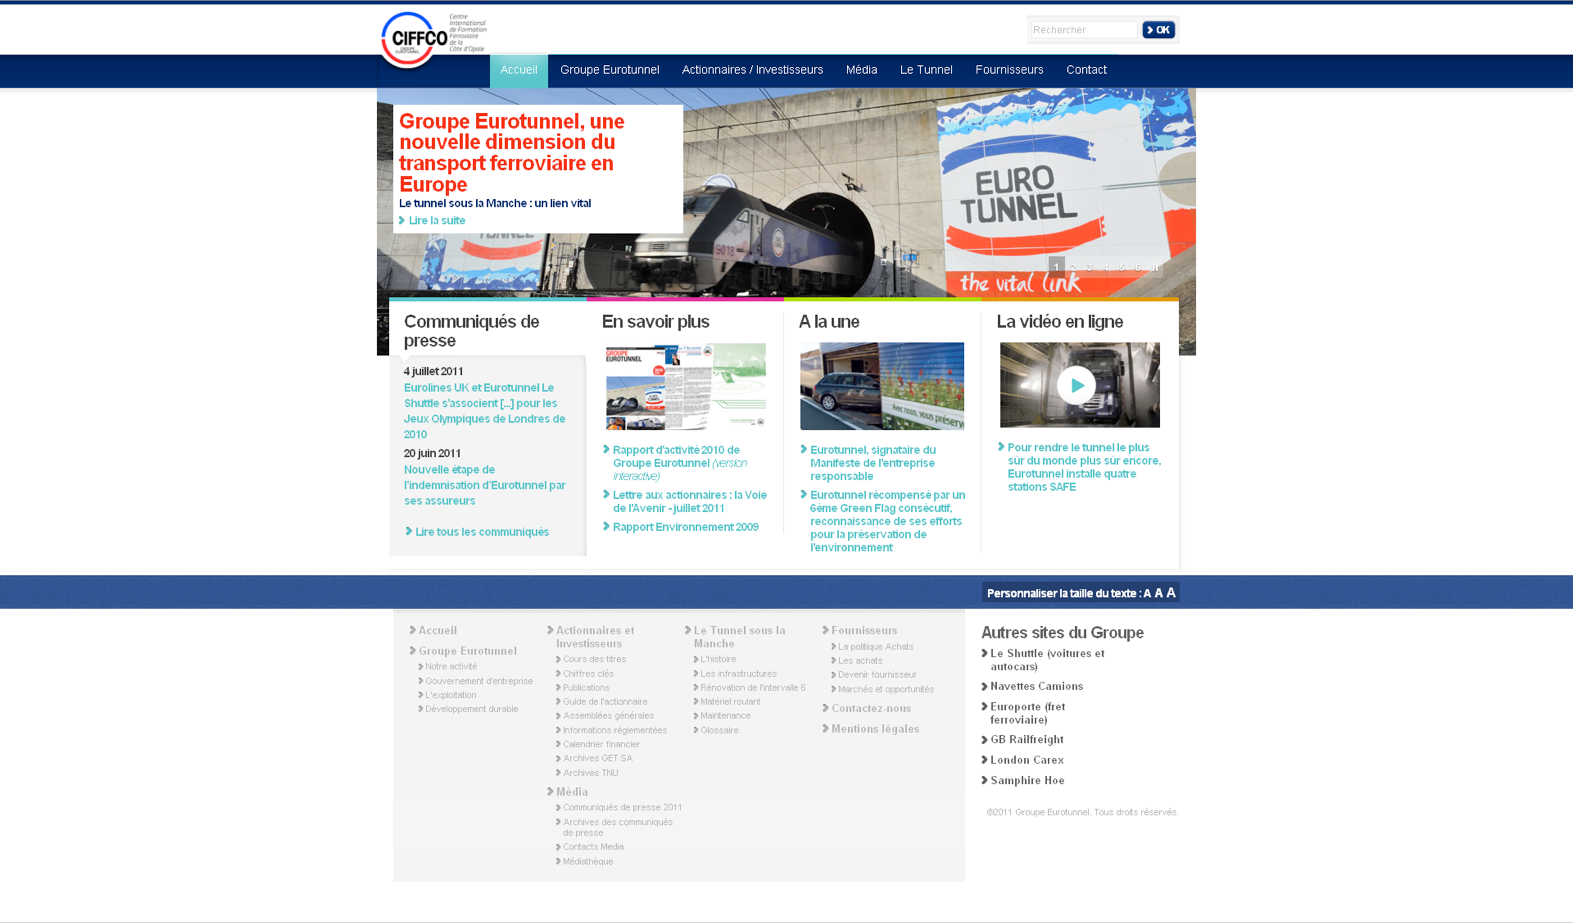 CIFFCO
GROUPE EUROTUNNEL
Centre
International
de Formation
Ferroviaire
de la
Côte d'Opale
Rechercher
OK
Accueil
Groupe Eurotunnel
Actionnaires / Investisseurs
Média
Le Tunnel
Fournisseurs
Contact
Groupe Eurotunnel, une
nouvelle dimension du
transport ferroviaire en
Europe
Le tunnel sous la Manche : un lien vital
Lire la suite
9018
EURO
TUNNEL
the vital link
1 2 3 4 5 6 II
Communiqués de
presse
4 juillet 2011
Eurolines UK et Eurotunnel Le
Shuttle s'associent [...] pour les
Jeux Olympiques de Londres de
2010
20 juin 2011
Nouvelle étape de
l'indemnisation d'Eurotunnel par
ses assureurs
Lire tous les communiqués
En savoir plus
GROUPE
EUROTUNNEL
Rapport d'activité 2010 de
Groupe Eurotunnel (version
interactive)
Lettre aux actionnaires : la Voie
de l'Avenir - juillet 2011
Rapport Environnement 2009
A la une
Avec nous, vous préserv
Eurotunnel, signataire du
Manifeste de l'entreprise
responsable
Eurotunnel récompensé par un
6ème Green Flag consécutif,
reconnaissance de ses efforts
pour la préservation de
l'environnement
La vidéo en ligne
Pour rendre le tunnel le plus
sûr du monde plus sûr encore,
Eurotunnel installe quatre
stations SAFE
Personnaliser la taille du texte : A A A
Accueil
Groupe Eurotunnel
Notre activité
Gouvernement d'entreprise
L'exploitation
Développement durable
Actionnaires et
Investisseurs
Cours des titres
Chiffres clés
Publications
Guide de l'actionnaire
Assemblées générales
Informations réglementées
Calendrier financier
Archives GET SA
Archives TNU
Média
Communiqués de presse 2011
Archives des communiqués
de presse
Contacts Media
Médiathèque
Le Tunnel sous la
Manche
L'histoire
Les infrastructures
Rénovation de l'intervalle 6
Matériel roulant
Maintenance
Glossaire
Fournisseurs
La politique Achats
Les achats
Devenir fournisseur
Marchés et opportunités
Contactez-nous
Mentions légales
Autres sites du Groupe
Le Shuttle (voitures et
autocars)
Navettes Camions
Europorte (fret
ferroviaire)
GB Railfreight
London Carex
Samphire Hoe
©2011 Groupe Eurotunnel. Tous droits réservés.